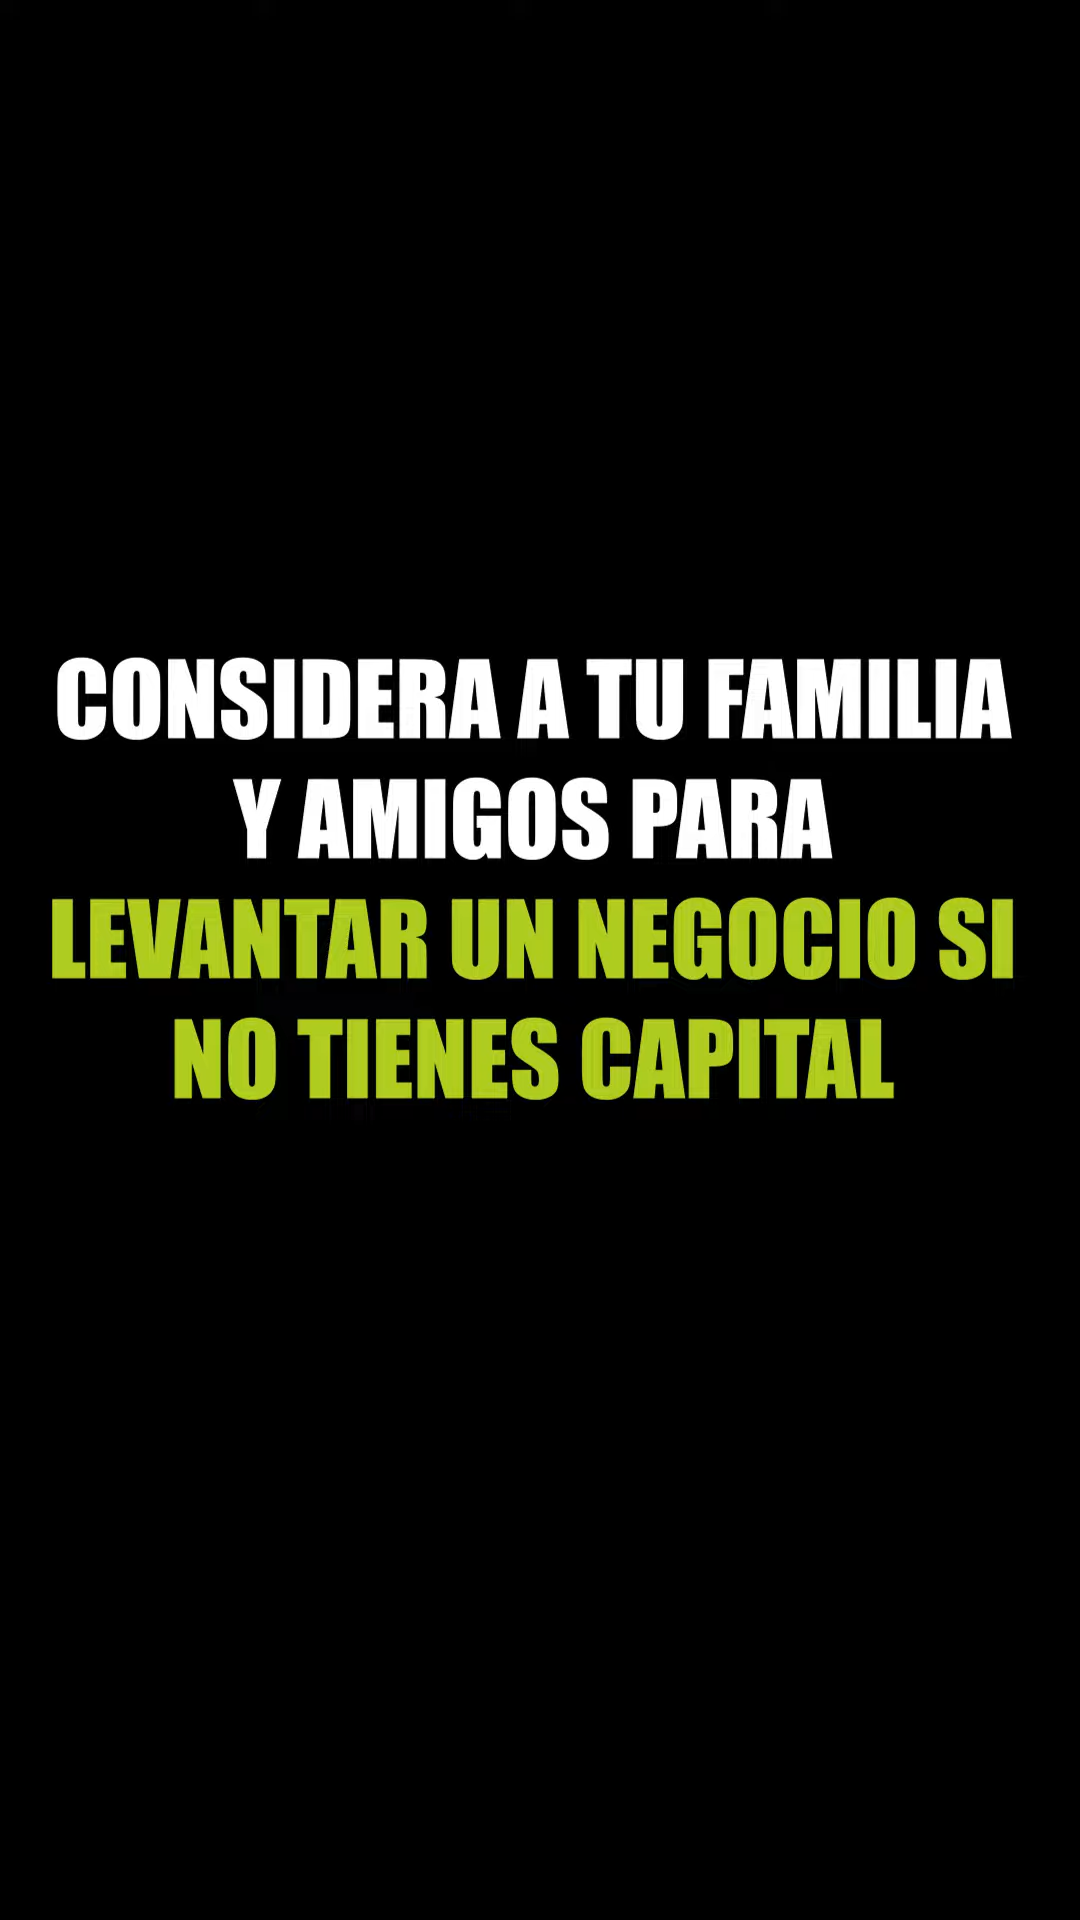 CONSIDERA A TU FAMILIA
Y AMIGOS PARA
LEVANTAR UN NEGOCIO SI
NO TIENES CAPITAL